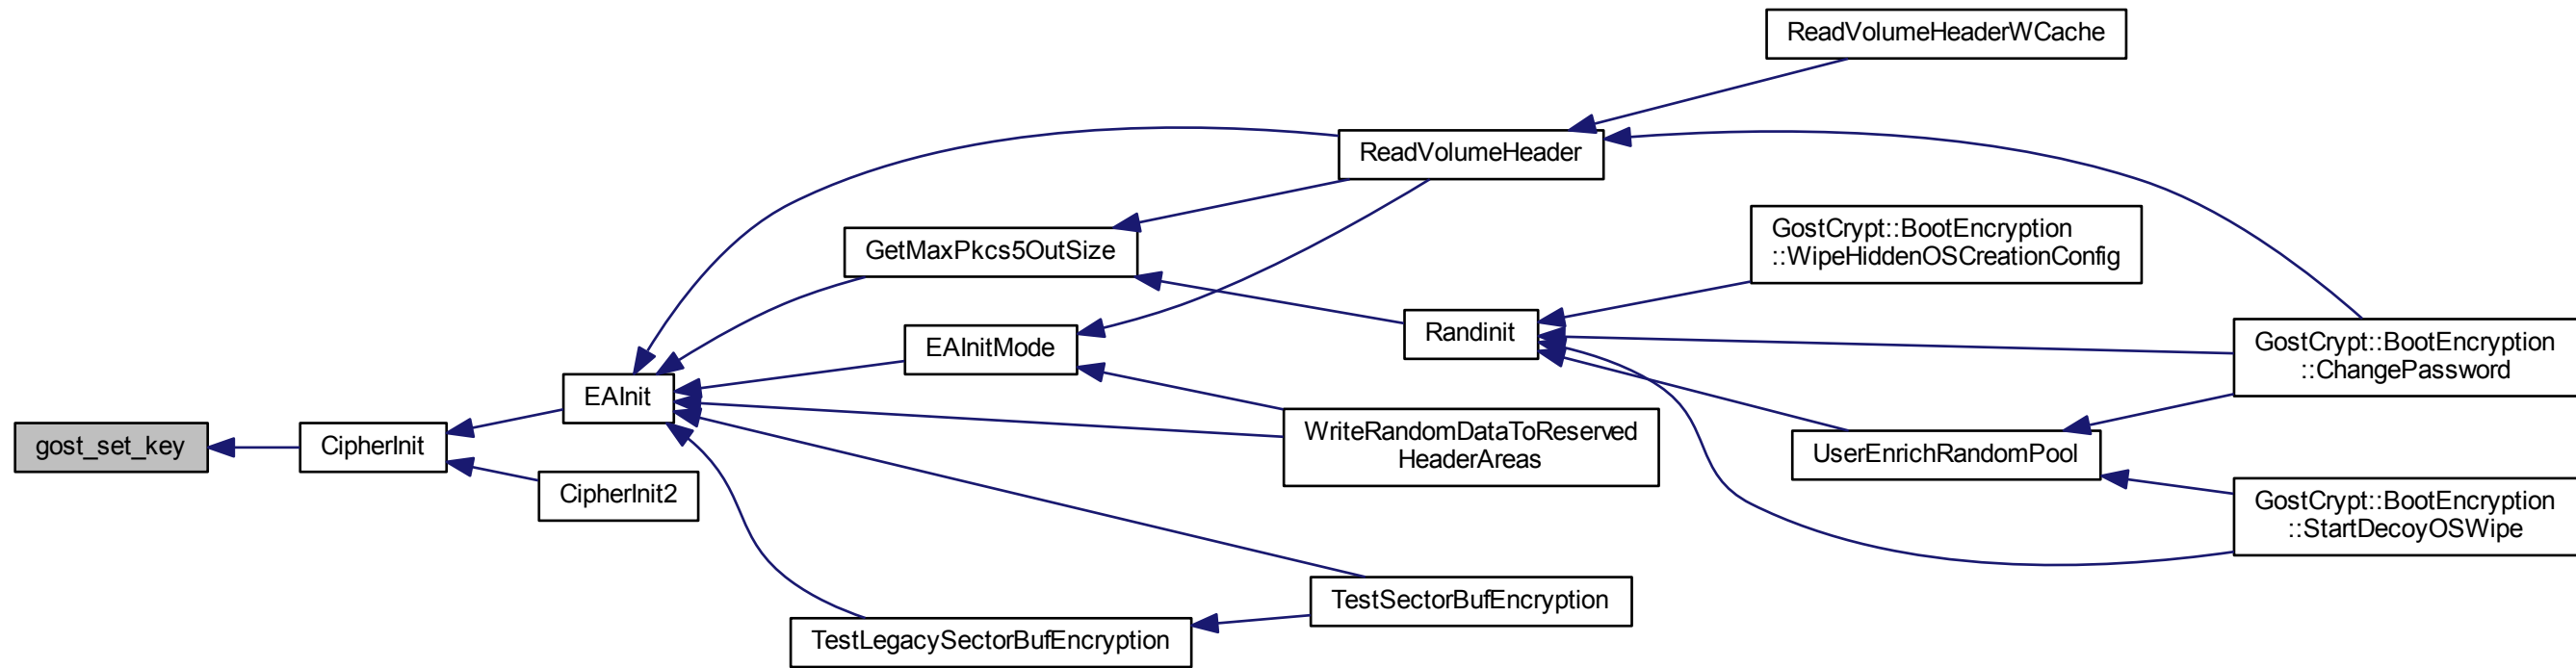 ReadVolumeHeaderWCache
ReadVolumeHeader
GostCrypt::BootEncryption
::WipeHiddenOSCreationConfig
GetMaxPkcs5OutSize
Randinit
EAInitMode
GostCrypt::BootEncryption
::ChangePassword
EAInit
gost_set_key
CipherInit
WriteRandomDataToReserved
HeaderAreas
UserEnrichRandomPool
CipherInit2
GostCrypt::BootEncryption
::StartDecoyOSWipe
TestSectorBufEncryption
TestLegacySectorBufEncryption